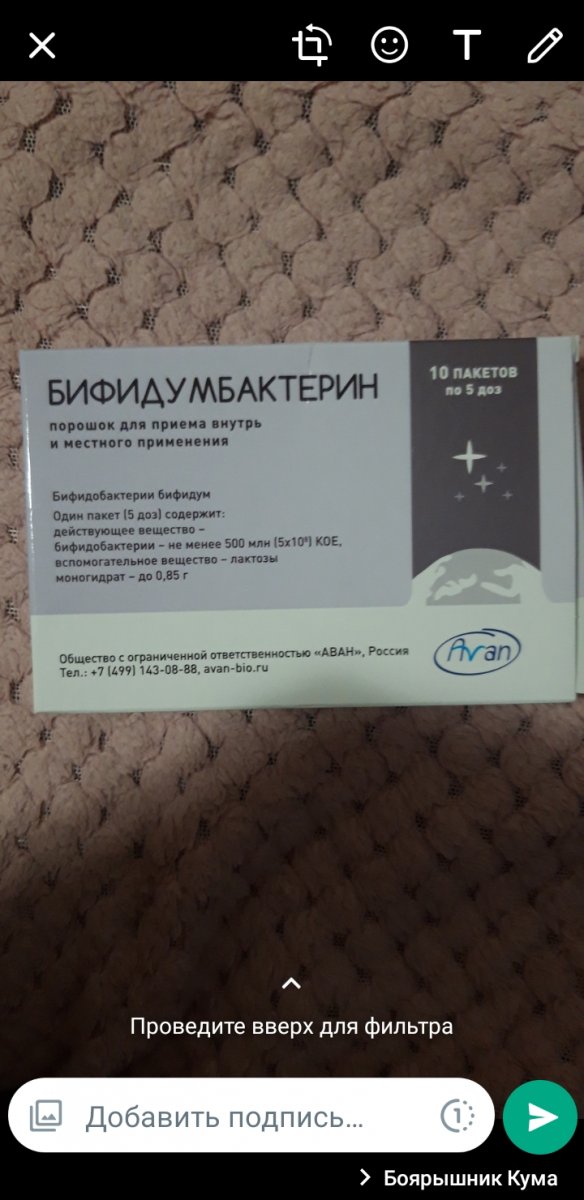 T
БИФИДУМБАКТЕРИН
порошок для приема внутрь
и местного применения
10 ПАКЕТОВ
по 5 доз
Бифидобактерии бифидум
Один пакет (5 доз) содержит:
действующее вещество –
бифидобактерии – не менее 500 млн (5x10⁸) КОЕ,
вспомогательное вещество – лактозы
моногидрат – до 0,85 г
Общество с ограниченной ответственностью «АВАН», Россия
Тел.: +7 (499) 143-08-88, avan-bio.ru
Avan
Проведите вверх для фильтра
Добавить подпись...
1
Боярышник Кума